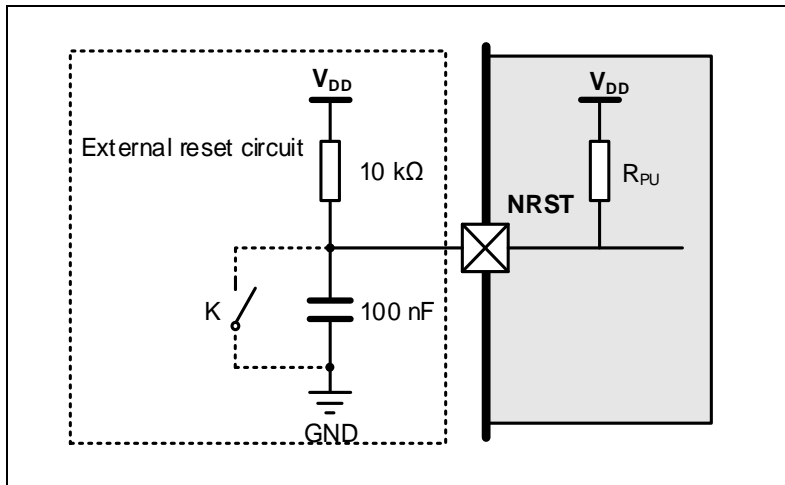 V_DD
V_DD
External reset circuit
10 kΩ
R_PU
NRST
K
100 nF
GND